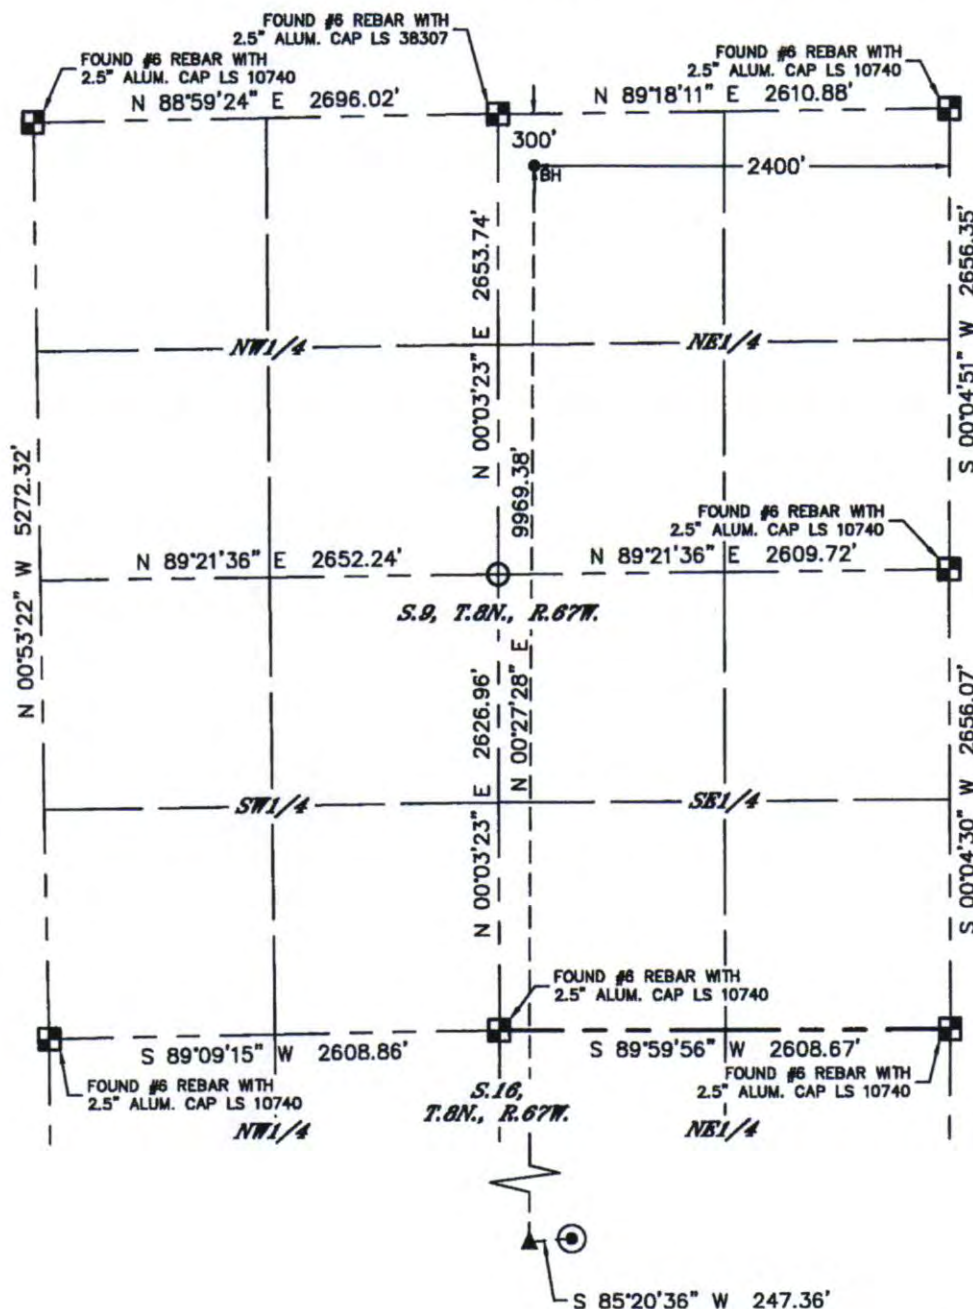 FOUND #6 REBAR WITH
2.5" ALUM. CAP LS 38307
FOUND #6 REBAR WITH
2.5" ALUM. CAP LS 10740
FOUND #6 REBAR WITH
2.5" ALUM. CAP LS 10740
N 88°59'24" E 2696.02'
N 89°18'11" E 2610.88'
300'
2400'
BH
N 00°03'23" E 2653.74'
S 00°04'51" W 2656.35'
NW1/4
NE1/4
N 00°53'22" W 5272.32'
9969.38'
FOUND #6 REBAR WITH
2.5" ALUM. CAP LS 10740
N 89°21'36" E 2652.24'
N 89°21'36" E 2609.72'
S.9, T.8N., R.67W.
N 00°27'28" E
N 00°03'23" E 2626.96'
S 00°04'30" W 2656.07'
SW1/4
SE1/4
FOUND #6 REBAR WITH
2.5" ALUM. CAP LS 10740
S 89°09'15" W 2608.86'
S 89°59'56" W 2608.67'
FOUND #6 REBAR WITH
2.5" ALUM. CAP LS 10740
FOUND #6 REBAR WITH
2.5" ALUM. CAP LS 10740
S.16,
T.8N., R.67W.
NW1/4
NE1/4
S 85°20'36" W 247.36'